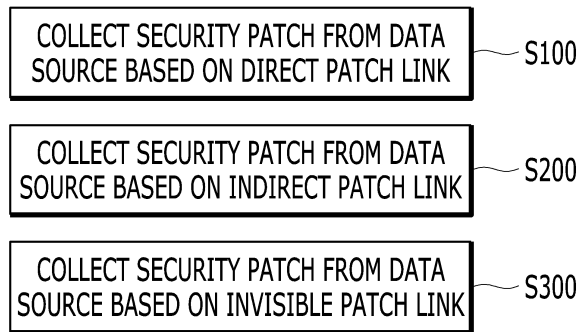 COLLECT SECURITY PATCH FROM DATA
SOURCE BASED ON DIRECT PATCH LINK
S100
COLLECT SECURITY PATCH FROM DATA
SOURCE BASED ON INDIRECT PATCH LINK
S200
COLLECT SECURITY PATCH FROM DATA
SOURCE BASED ON INVISIBLE PATCH LINK
S300